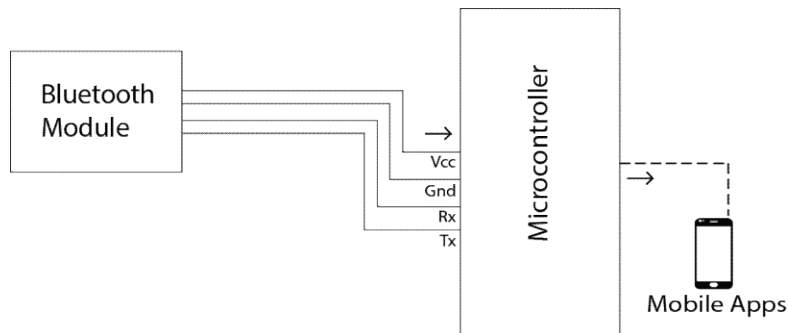 Bluetooth
Module
Vcc
Gnd
Rx
Tx
Microcontroller
Mobile Apps